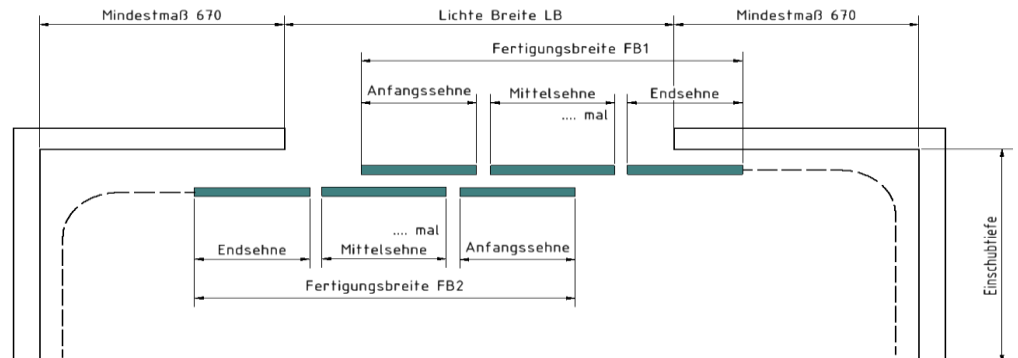 Mindestmaß 670
Lichte Breite LB
Mindestmaß 670
Fertigungsbreite FB1
Anfangssehne
Mittelsehne
Endsehne
.... mal
.... mal
Endsehne
Mittelsehne
Anfangssehne
Fertigungsbreite FB2
Einschubtiefe